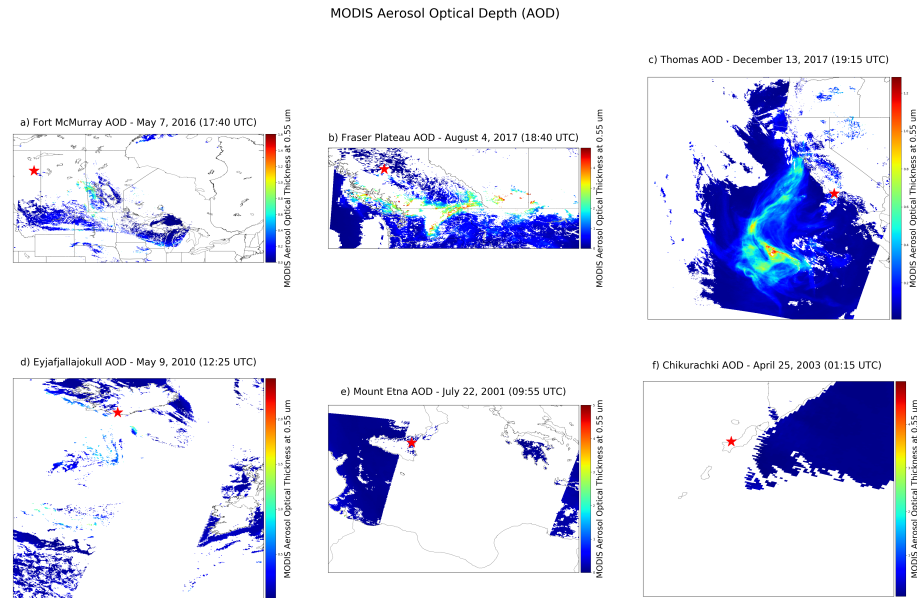 MODIS Aerosol Optical Depth (AOD)
c) Thomas AOD - December 13, 2017 (19:15 UTC)
a) Fort McMurray AOD - May 7, 2016 (17:40 UTC)
b) Fraser Plateau AOD - August 4, 2017 (18:40 UTC)
MODIS Aerosol Optical Thickness at 0.55 um
MODIS Aerosol Optical Thickness at 0.55 um
MODIS Aerosol Optical Thickness at 0.55 um
d) Eyjafjallajokull AOD - May 9, 2010 (12:25 UTC)
e) Mount Etna AOD - July 22, 2001 (09:55 UTC)
f) Chikurachki AOD - April 25, 2003 (01:15 UTC)
MODIS Aerosol Optical Thickness at 0.55 um
MODIS Aerosol Optical Thickness at 0.55 um
MODIS Aerosol Optical Thickness at 0.55 um